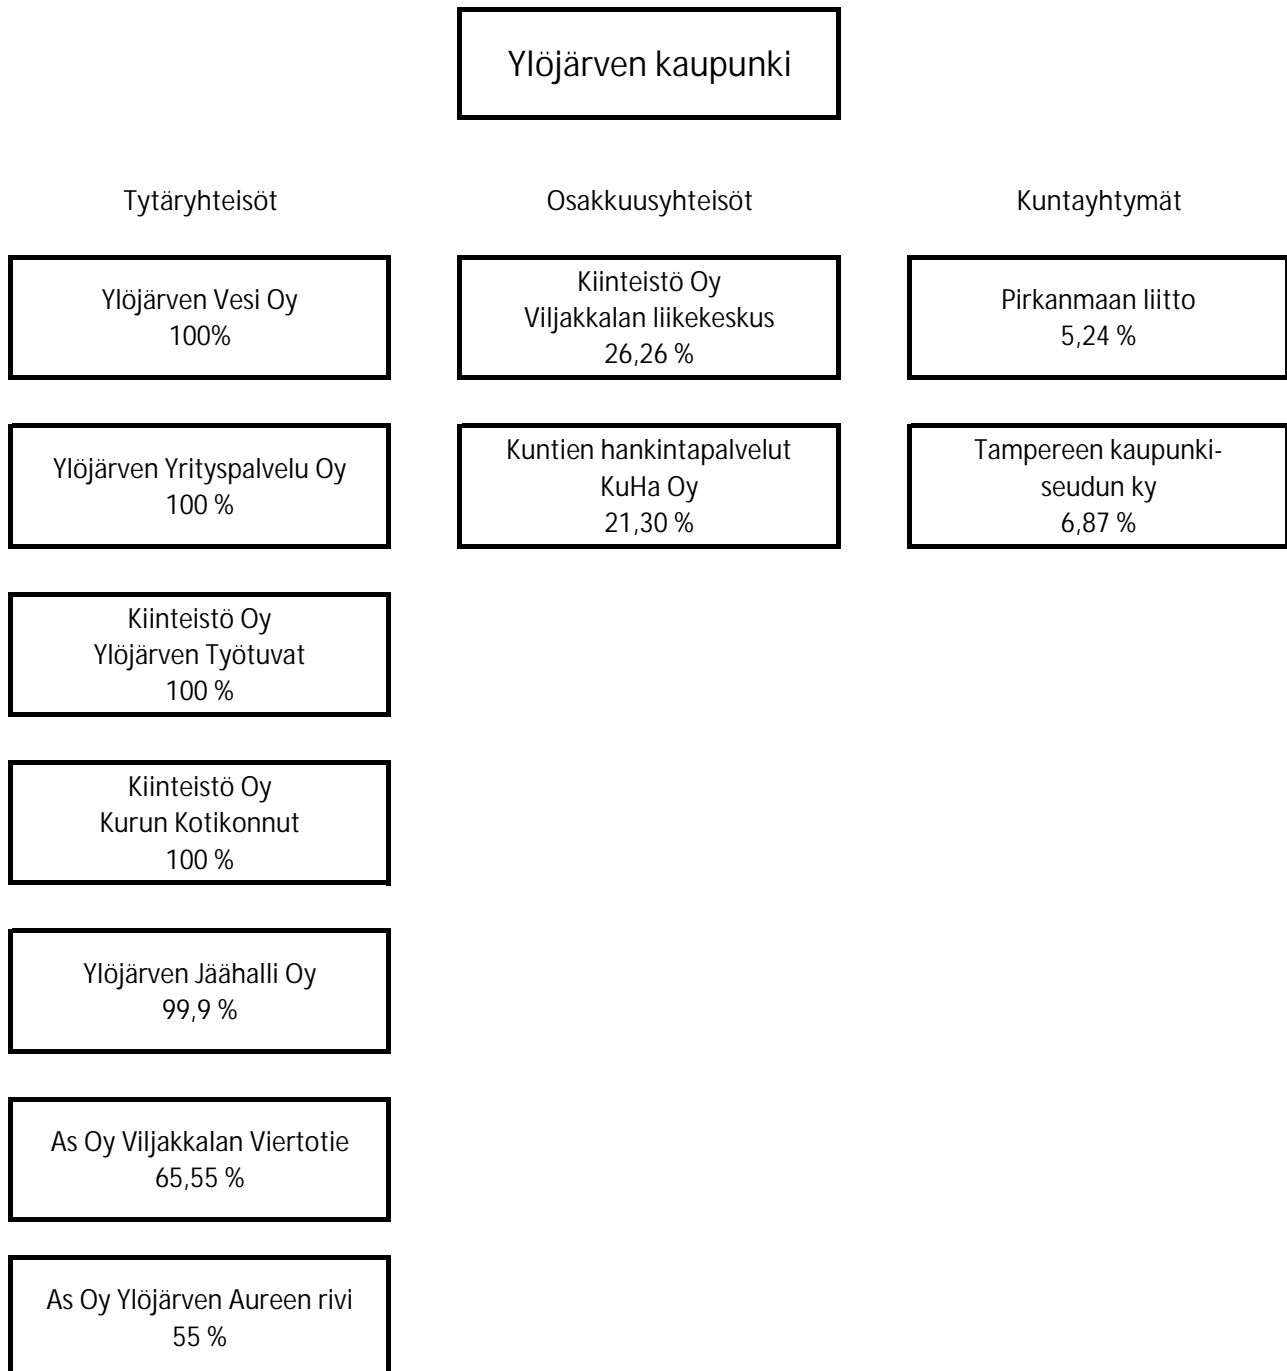 Ylöjärven kaupunki
Tytäryhteisöt
Osakkuusyhteisöt
Kuntayhtymät
Ylöjärven Vesi Oy
100%
Kiinteistö Oy
Viljakkalan liikekeskus
26,26 %
Pirkanmaan liitto
5,24 %
Ylöjärven Yrityspalvelu Oy
100 %
Kuntien hankintapalvelut
KuHa Oy
21,30 %
Tampereen kaupunki-
seudun ky
6,87 %
Kiinteistö Oy
Ylöjärven Työtuvat
100 %
Kiinteistö Oy
Kurun Kotikonnut
100 %
Ylöjärven Jäähalli Oy
99,9 %
As Oy Viljakkalan Viertotie
65,55 %
As Oy Ylöjärven Aureen rivi
55 %